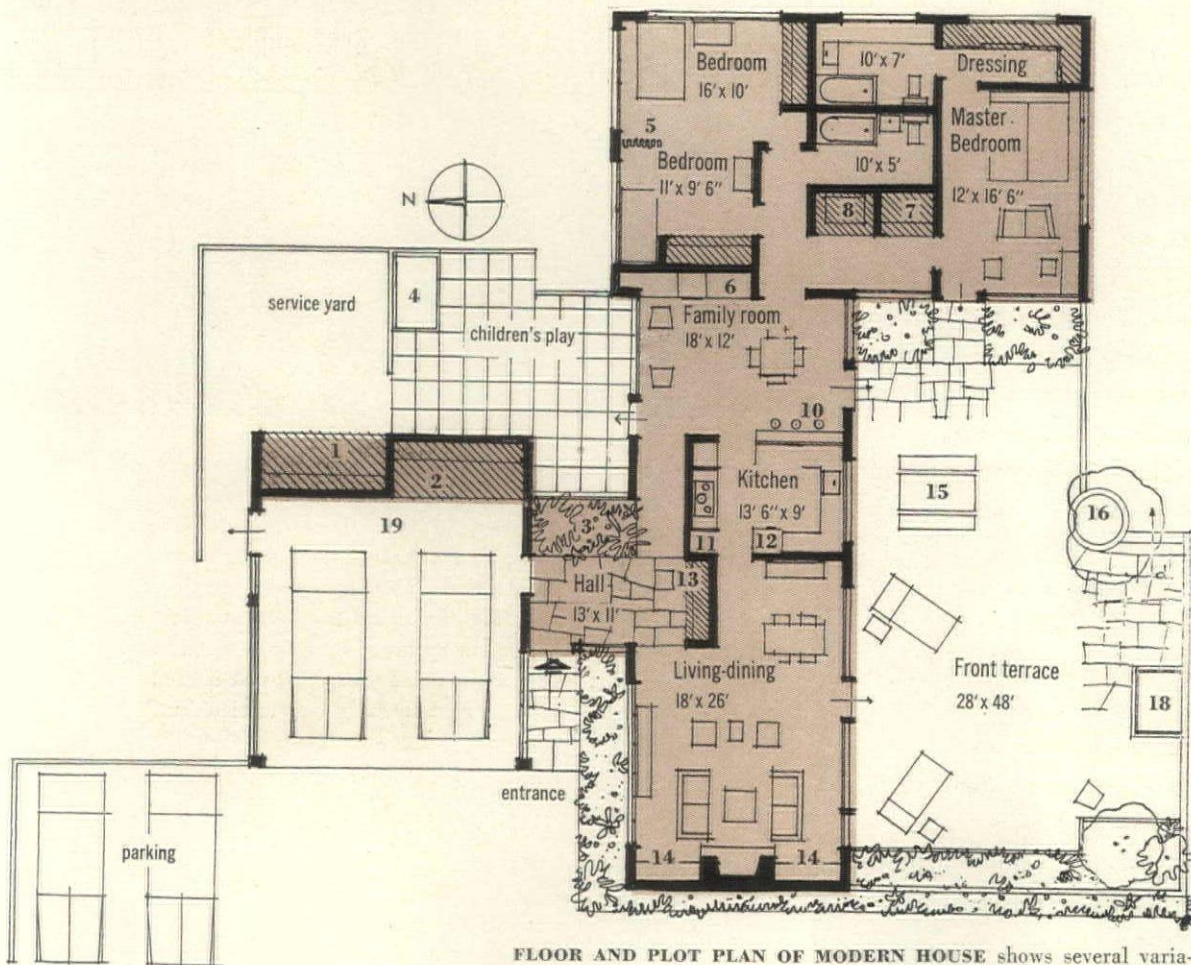 Bedroom
16' x 10'
10' x 7'
Dressing
5
Bedroom
11' x 9' 6"
10' x 5'
Master
Bedroom
12' x 16' 6"
8
7
N
service yard
4
children's play
6
Family room
18' x 12'
10
1
2
Kitchen
13' 6" x 9'
15
16
19
3
11
12
Hall
13' x 11'
13
Living-dining
18' x 26'
Front terrace
28' x 48'
18
entrance
parking
14
14
FLOOR AND PLOT PLAN OF MODERN HOUSE shows several varia-